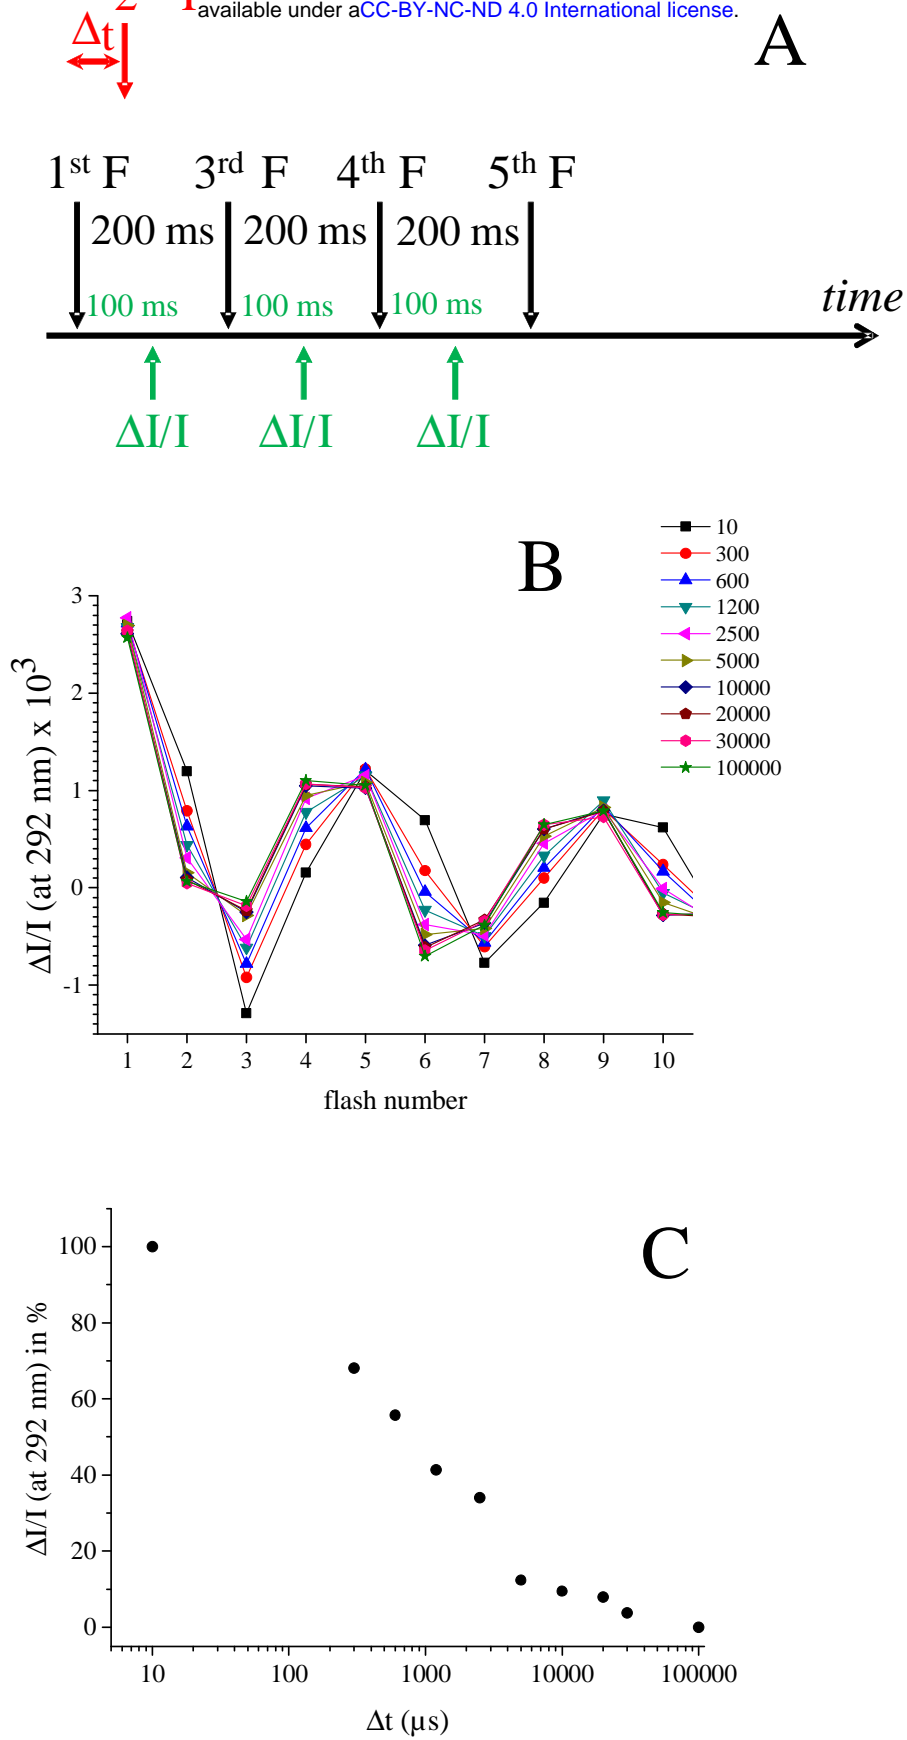 available under aCC-BY-NC-ND 4.0 International license.
2
Δt
A
1st F 3rd F 4th F 5th F
200 ms 200 ms 200 ms
100 ms 100 ms 100 ms
time
ΔI/I ΔI/I ΔI/I
B
10
300
600
1200
2500
5000
10000
20000
30000
100000
ΔI/I (at 292 nm) x 10³
3
2
1
0
-1
1 2 3 4 5 6 7 8 9 10
flash number
C
ΔI/I (at 292 nm) in %
100
80
60
40
20
0
10 100 1000 10000 100000
Δt (µs)